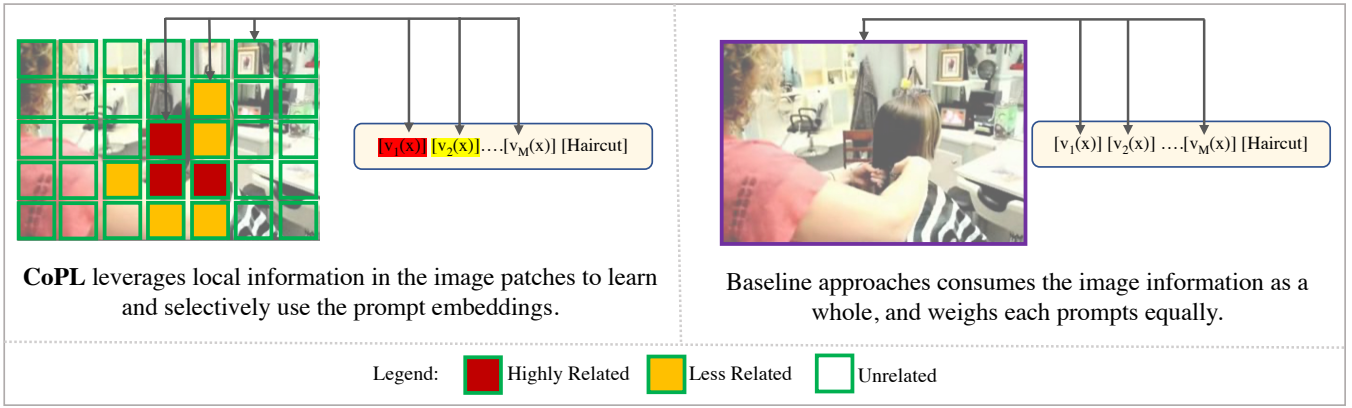 [v1(x)] [v2(x)]….[vM(x)] [Haircut]
CoPL leverages local information in the image patches to learn
and selectively use the prompt embeddings.
[v1(x)] [v2(x)] ….[vM(x)] [Haircut]
Baseline approaches consumes the image information as a
whole, and weighs each prompts equally.
Legend: Highly Related Less Related Unrelated